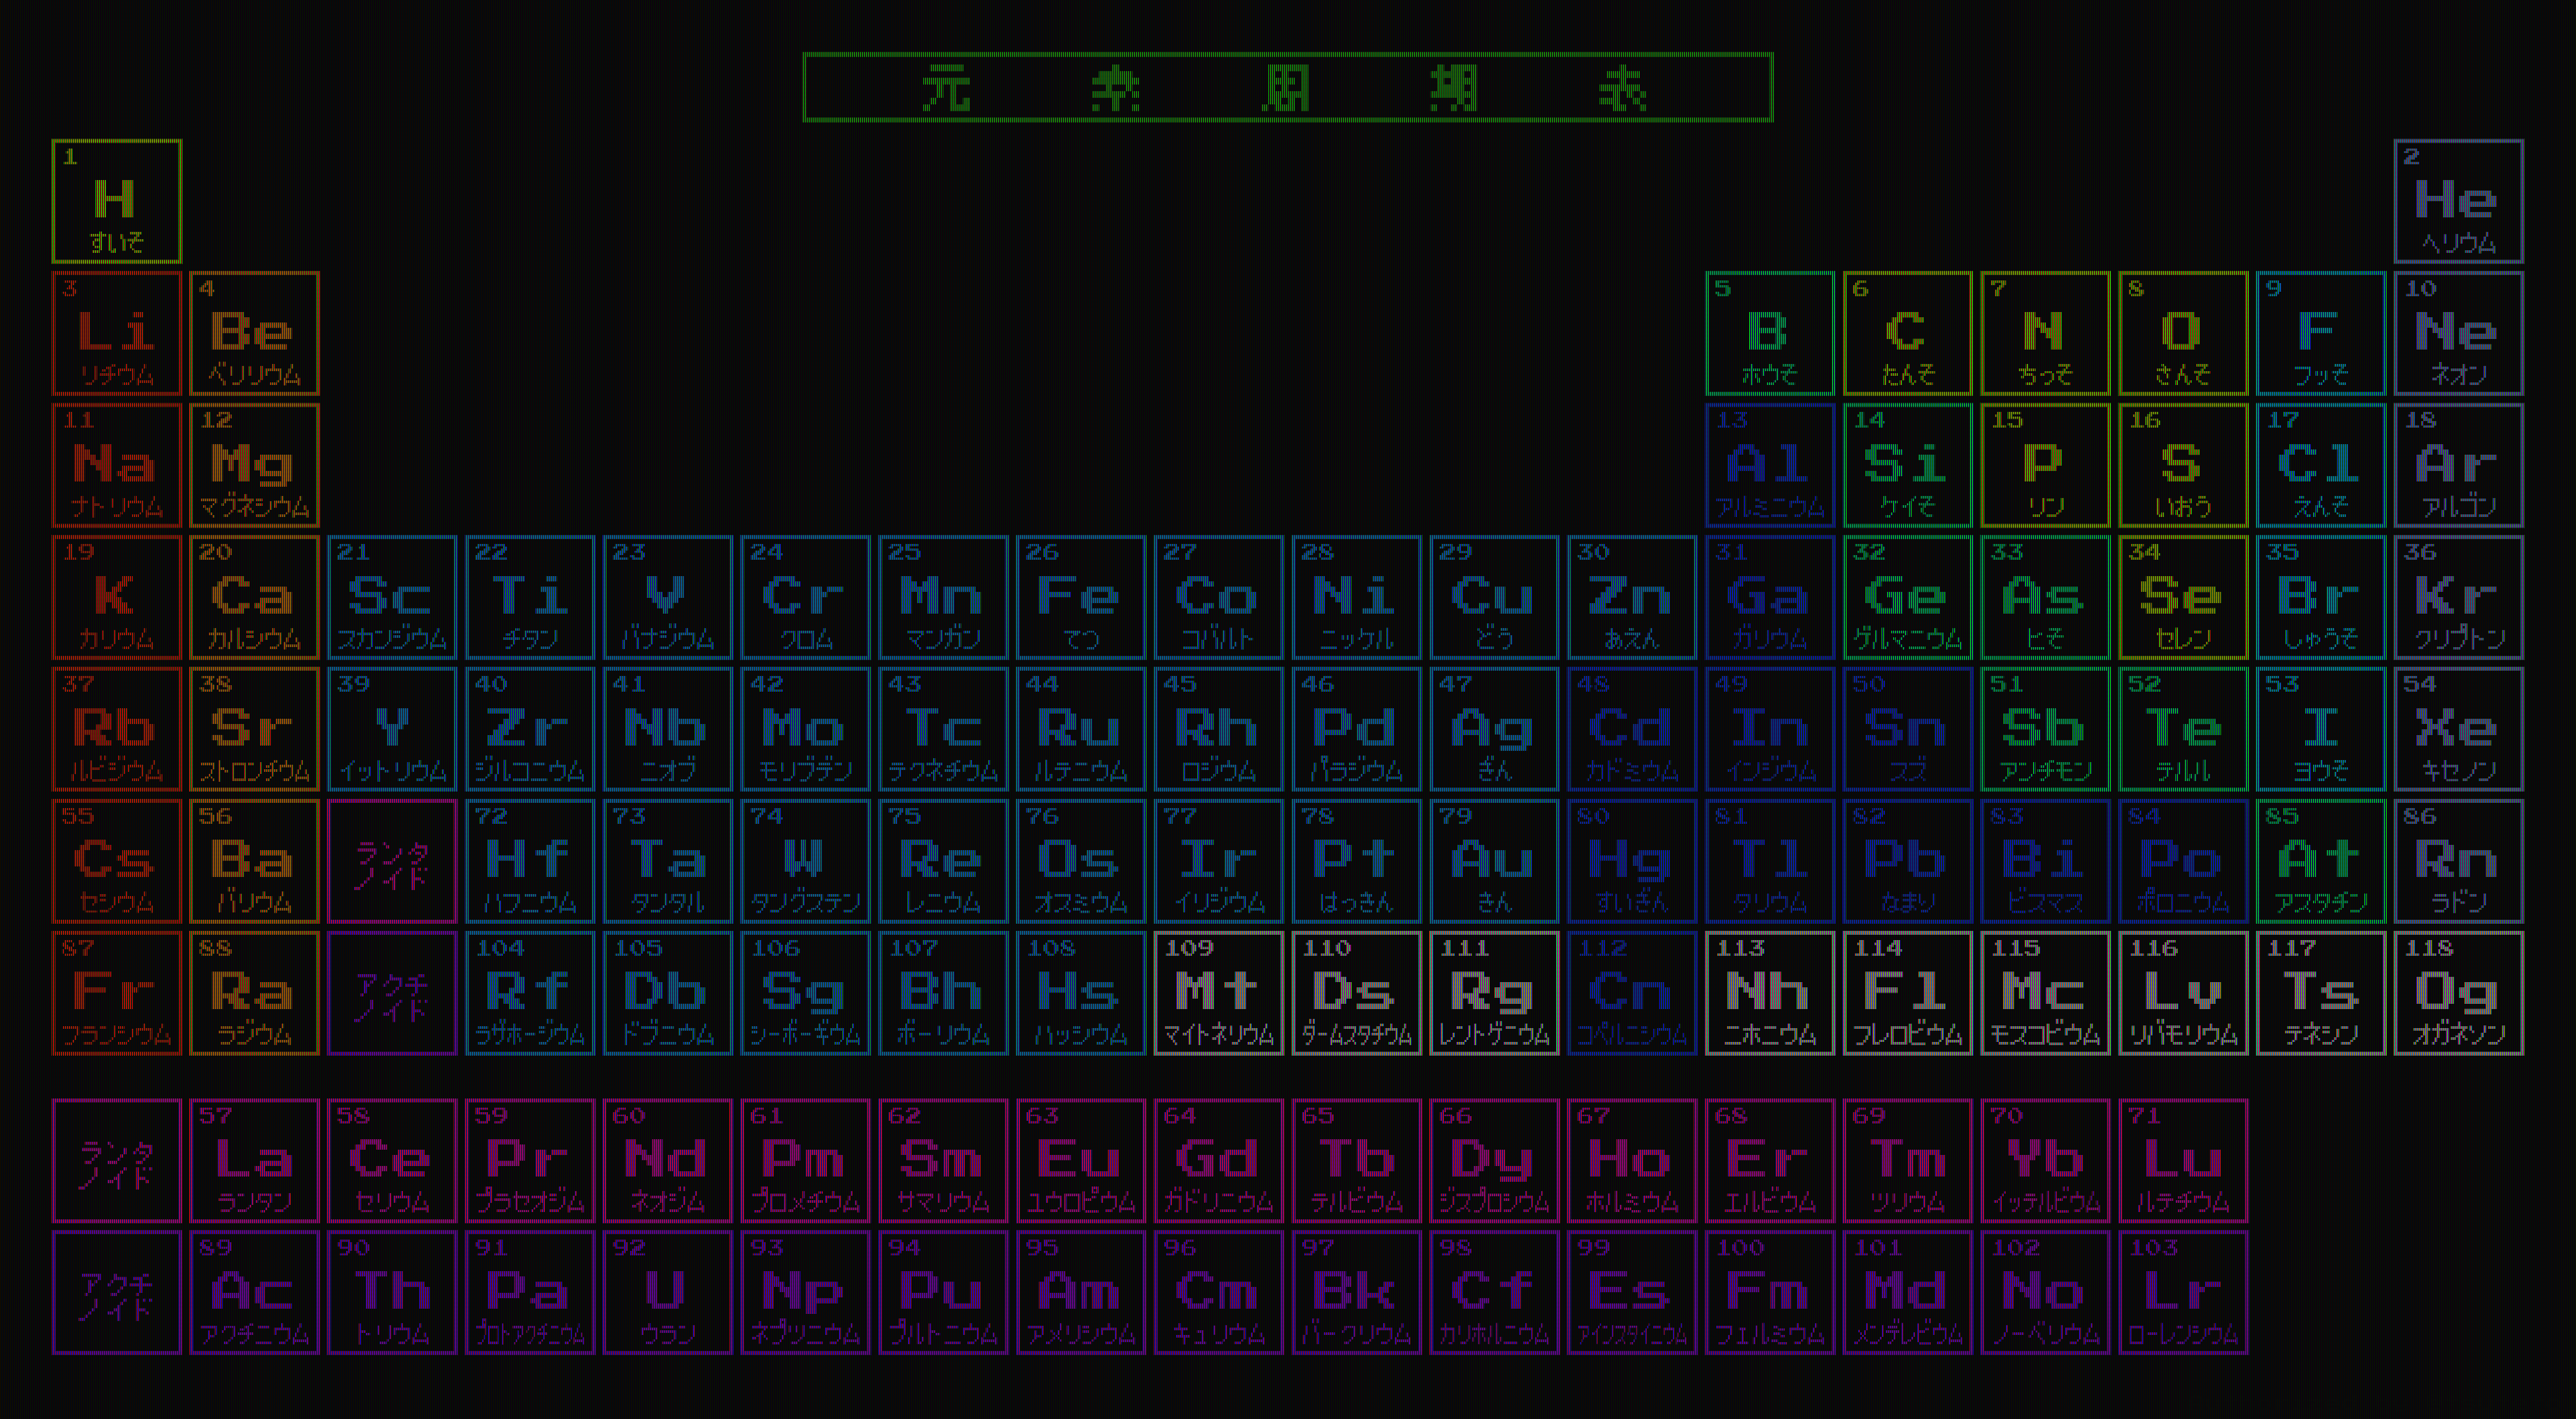 元素周期表
1 2
H He
すいそ ヘリウム
3 4 5 6 7 8 9 10
Li Be B C N O F Ne
リチウム ベリリウム ホウそ たんそ ちっそ さんそ フッそ ネオン
11 12 13 14 15 16 17 18
Na Mg Al Si P S Cl Ar
ナトリウム マグネシウム アルミニウム ケイそ リン いおう えんそ アルゴン
19 20 21 22 23 24 25 26 27 28 29 30 31 32 33 34 35 36
K Ca Sc Ti V Cr Mn Fe Co Ni Cu Zn Ga Ge As Se Br Kr
カリウム カルシウム スカンジウム チタン バナジウム クロム マンガン てつ コバルト ニッケル どう あえん ガリウム ゲルマニウム ヒそ セレン しゅうそ クリプトン
37 38 39 40 41 42 43 44 45 46 47 48 49 50 51 52 53 54
Rb Sr Y Zr Nb Mo Tc Ru Rh Pd Ag Cd In Sn Sb Te I Xe
ルビジウム ストロンチウム イットリウム ジルコニウム ニオブ モリブデン テクネチウム ルテニウム ロジウム パラジウム ぎん カドミウム インジウム スズ アンチモン テルル ヨウそ キセノン
55 56 72 73 74 75 76 77 78 79 80 81 82 83 84 85 86
Cs Ba ランタノイド Hf Ta W Re Os Ir Pt Au Hg Tl Pb Bi Po At Rn
セシウム バリウム ハフニウム タンタル タングステン レニウム オスミウム イリジウム はっきん きん すいぎん タリウム なまり ビスマス ポロニウム アスタチン ラドン
87 88 104 105 106 107 108 109 110 111 112 113 114 115 116 117 118
Fr Ra アクチノイド Rf Db Sg Bh Hs Mt Ds Rg Cn Nh Fl Mc Lv Ts Og
フランシウム ラジウム ラザホージウム ドブニウム シーボーギウム ボーリウム ハッシウム マイトネリウム ダームスタチウム レントゲニウム コペルニシウム ニホニウム フレロビウム モスコビウム リバモリウム テネシン オガネソン
57 58 59 60 61 62 63 64 65 66 67 68 69 70 71
ランタノイド La Ce Pr Nd Pm Sm Eu Gd Tb Dy Ho Er Tm Yb Lu
ランタン セリウム プラセオジム ネオジム プロメチウム サマリウム ユウロピウム ガドリニウム テルビウム ジスプロシウム ホルミウム エルビウム ツリウム イッテルビウム ルテチウム
89 90 91 92 93 94 95 96 97 98 99 100 101 102 103
アクチノイド Ac Th Pa U Np Pu Am Cm Bk Cf Es Fm Md No Lr
アクチニウム トリウム プロトアクチニウム ウラン ネプツニウム プルトニウム アメリシウム キュリウム バークリウム カリホルニウム アインスタイニウム フェルミウム メンデレビウム ノーベリウム ローレンシウム